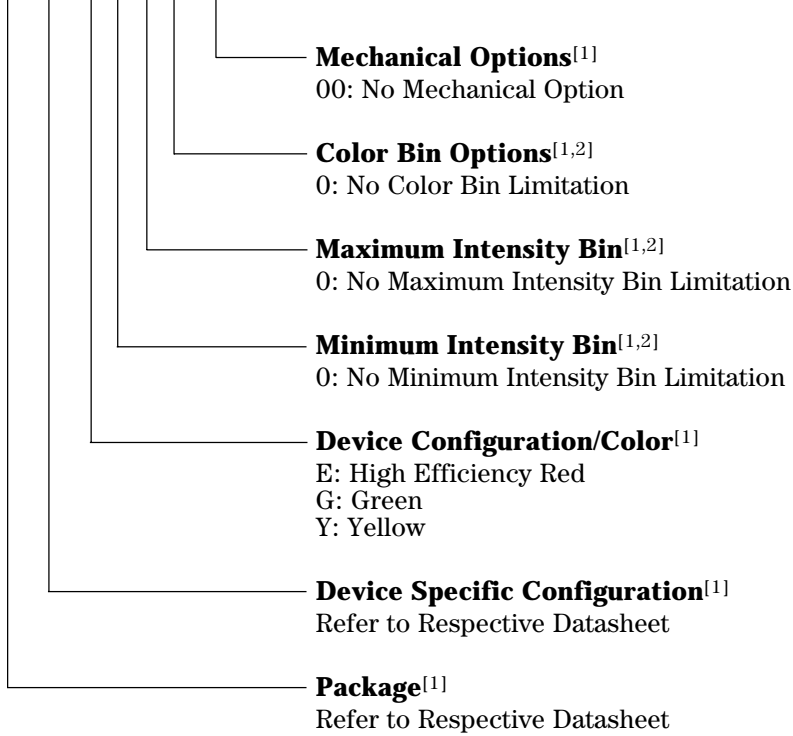 Mechanical Options[1]
00: No Mechanical Option
Color Bin Options[1,2]
0: No Color Bin Limitation
Maximum Intensity Bin[1,2]
0: No Maximum Intensity Bin Limitation
Minimum Intensity Bin[1,2]
0: No Minimum Intensity Bin Limitation
Device Configuration/Color[1]
E: High Efficiency Red
G: Green
Y: Yellow
Device Specific Configuration[1]
Refer to Respective Datasheet
Package[1]
Refer to Respective Datasheet